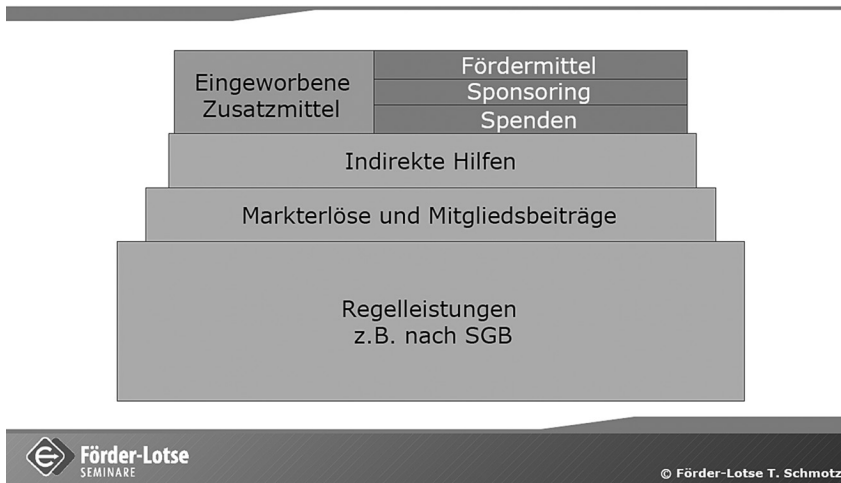 Eingeworbene
Zusatzmittel
Fördermittel
Sponsoring
Spenden
Indirekte Hilfen
Markterlöse und Mitgliedsbeiträge
Regelleistungen
z.B. nach SGB
Förder-Lotse
SEMINARE
© Förder-Lotse T. Schmotz